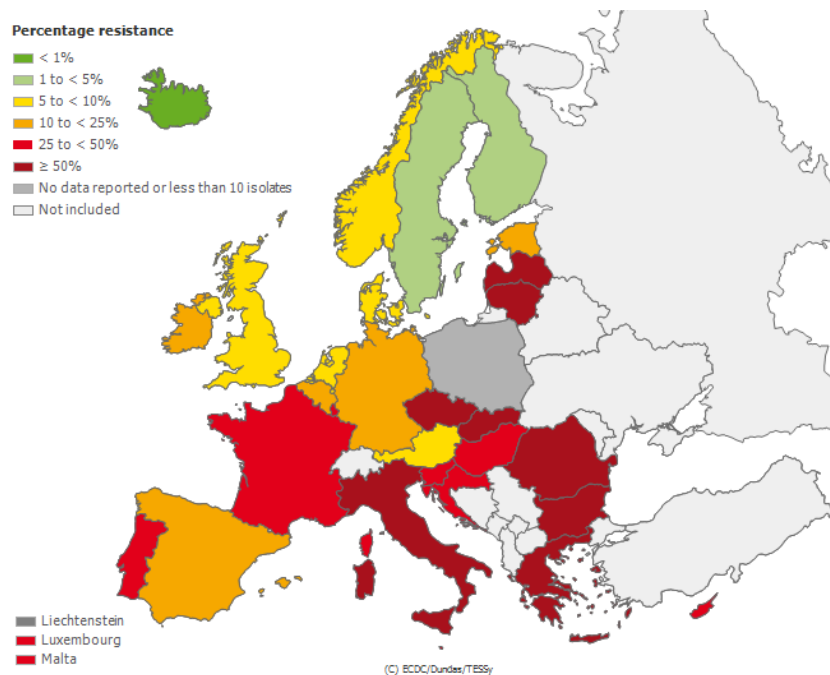 Percentage resistance
< 1%
1 to < 5%
5 to < 10%
10 to < 25%
25 to < 50%
≥ 50%
No data reported or less than 10 isolates
Not included
Liechtenstein
Luxembourg
Malta
(C) ECDC/Dundas/TESSy